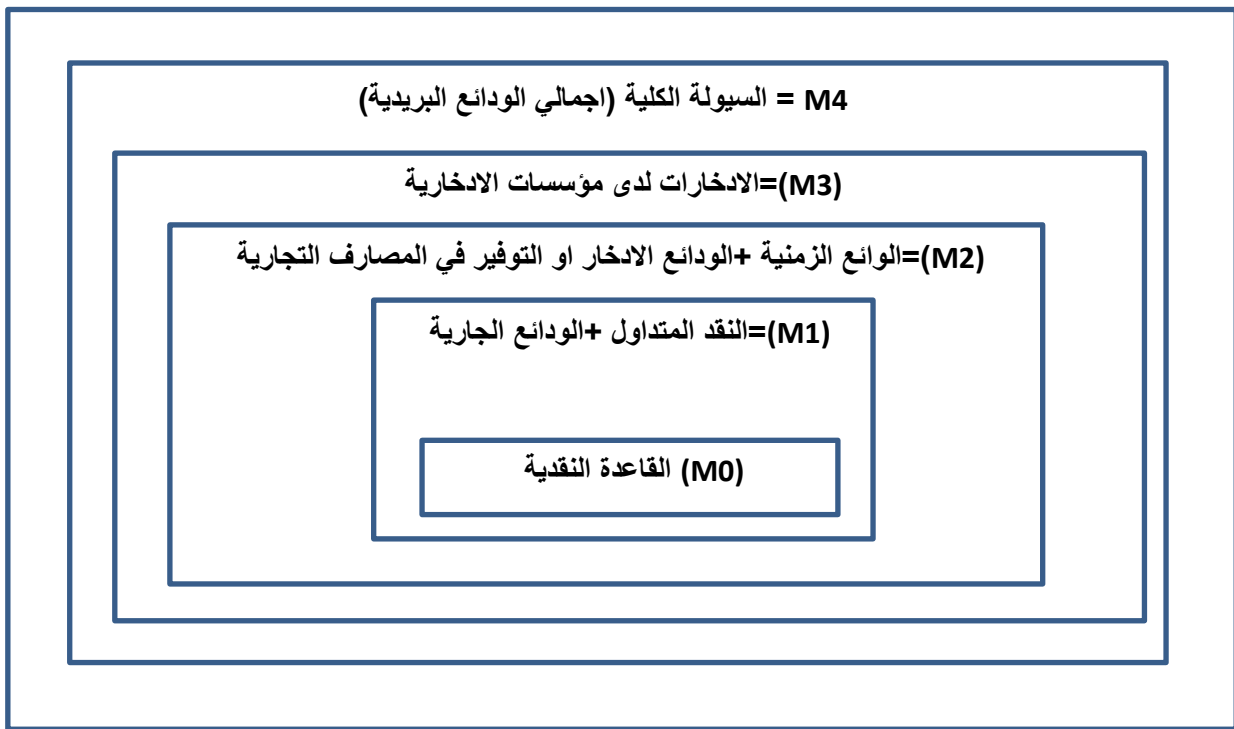 M4 = السيولة الكلية (اجمالي الودائع البريدية)
(M3)=الادخارات لدى مؤسسات الادخارية
(M2)=الوائع الزمنية +الودائع الادخار او التوفير في المصارف التجارية
(M1)=النقد المتداول +الودائع الجارية
(M0) القاعدة النقدية